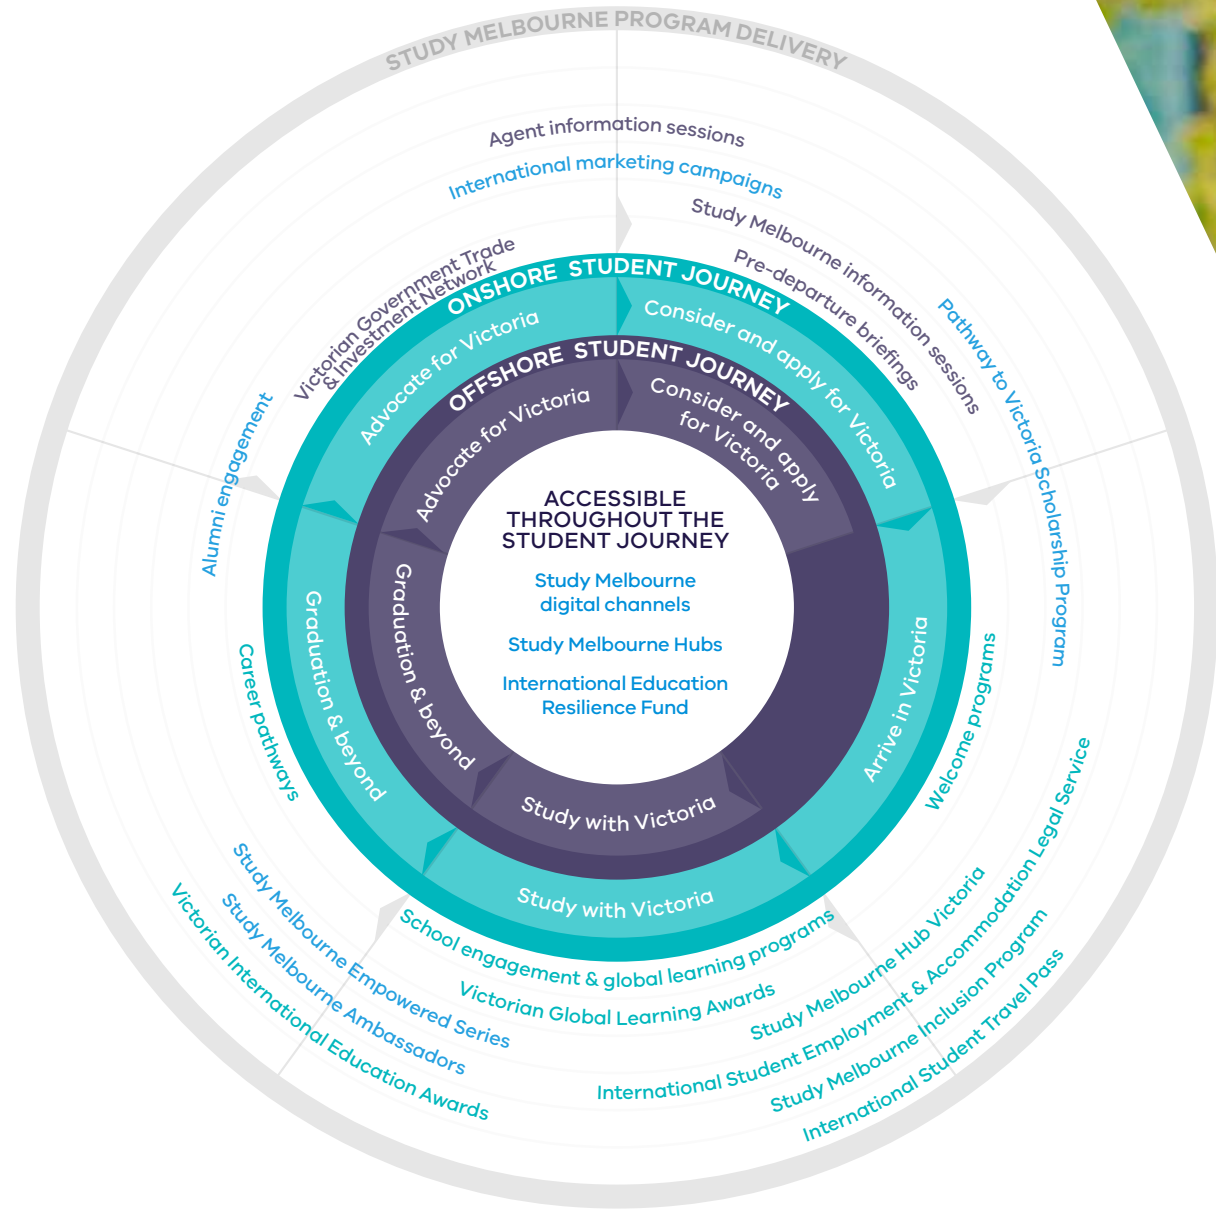 STUDY MELBOURNE PROGRAM DELIVERY
Agent information sessions
International marketing campaigns
Study Melbourne information sessions
Pre-departure briefings
Pathway to Victoria Scholarship Program
Victorian Government Trade
& Investment Network
Alumni engagement
ONSHORE STUDENT JOURNEY
Advocate for Victoria
Consider and apply for Victoria
Arrive in Victoria
Study with Victoria
Graduation & beyond
OFFSHORE STUDENT JOURNEY
Advocate for Victoria
Consider and apply
for Victoria
Study with Victoria
Graduation & beyond
ACCESSIBLE
THROUGHOUT THE
STUDENT JOURNEY
Study Melbourne
digital channels
Study Melbourne Hubs
International Education
Resilience Fund
Career pathways
Welcome programs
School engagement & global learning programs
Victorian Global Learning Awards
Study Melbourne Empowered Series
Study Melbourne Ambassadors
Victorian International Education Awards
Study Melbourne Hub Victoria
International Student Employment & Accommodation Legal Service
Study Melbourne Inclusion Program
International Student Travel Pass